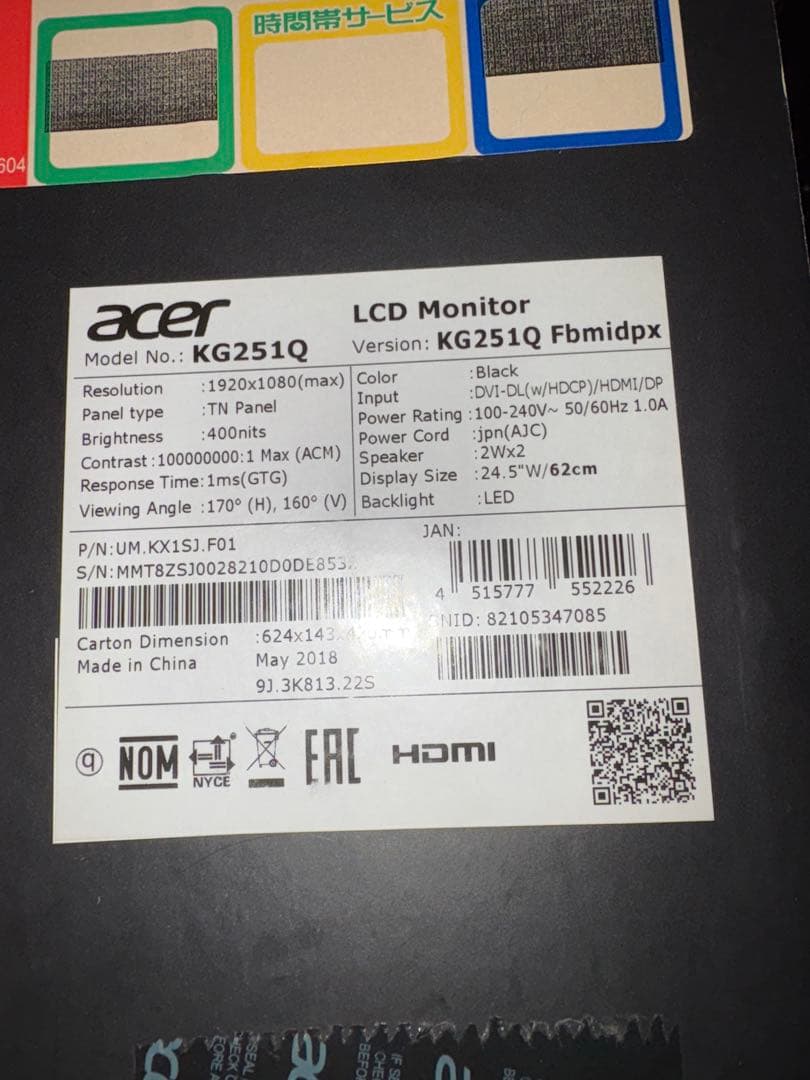 時間帯サービス
604
acer
LCD Monitor
Model No.: KG251Q
Version: KG251Q Fbmidpx
Resolution :1920x1080(max)
Panel type :TN Panel
Brightness :400nits
Contrast :100000000:1 Max (ACM)
Response Time:1ms(GTG)
Viewing Angle :170° (H), 160° (V)
Color :Black
Input :DVI-DL(w/HDCP)/HDMI/DP
Power Rating :100-240V~ 50/60Hz 1.0A
Power Cord :jpn(AJC)
Speaker :2Wx2
Display Size :24.5"W/62cm
Backlight :LED
P/N:UM.KX1SJ.F01
S/N:MMT8ZSJ0028210D0DE853
JAN:
4 515777 552226
SNID: 82105347085
Carton Dimension :624x143
Made in China May 2018
9J.3K813.22S
q NOM NYCE EAC HDMI